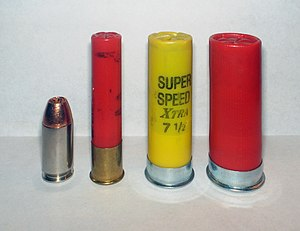 SUPER
SPEED
XTRA
7 1/2